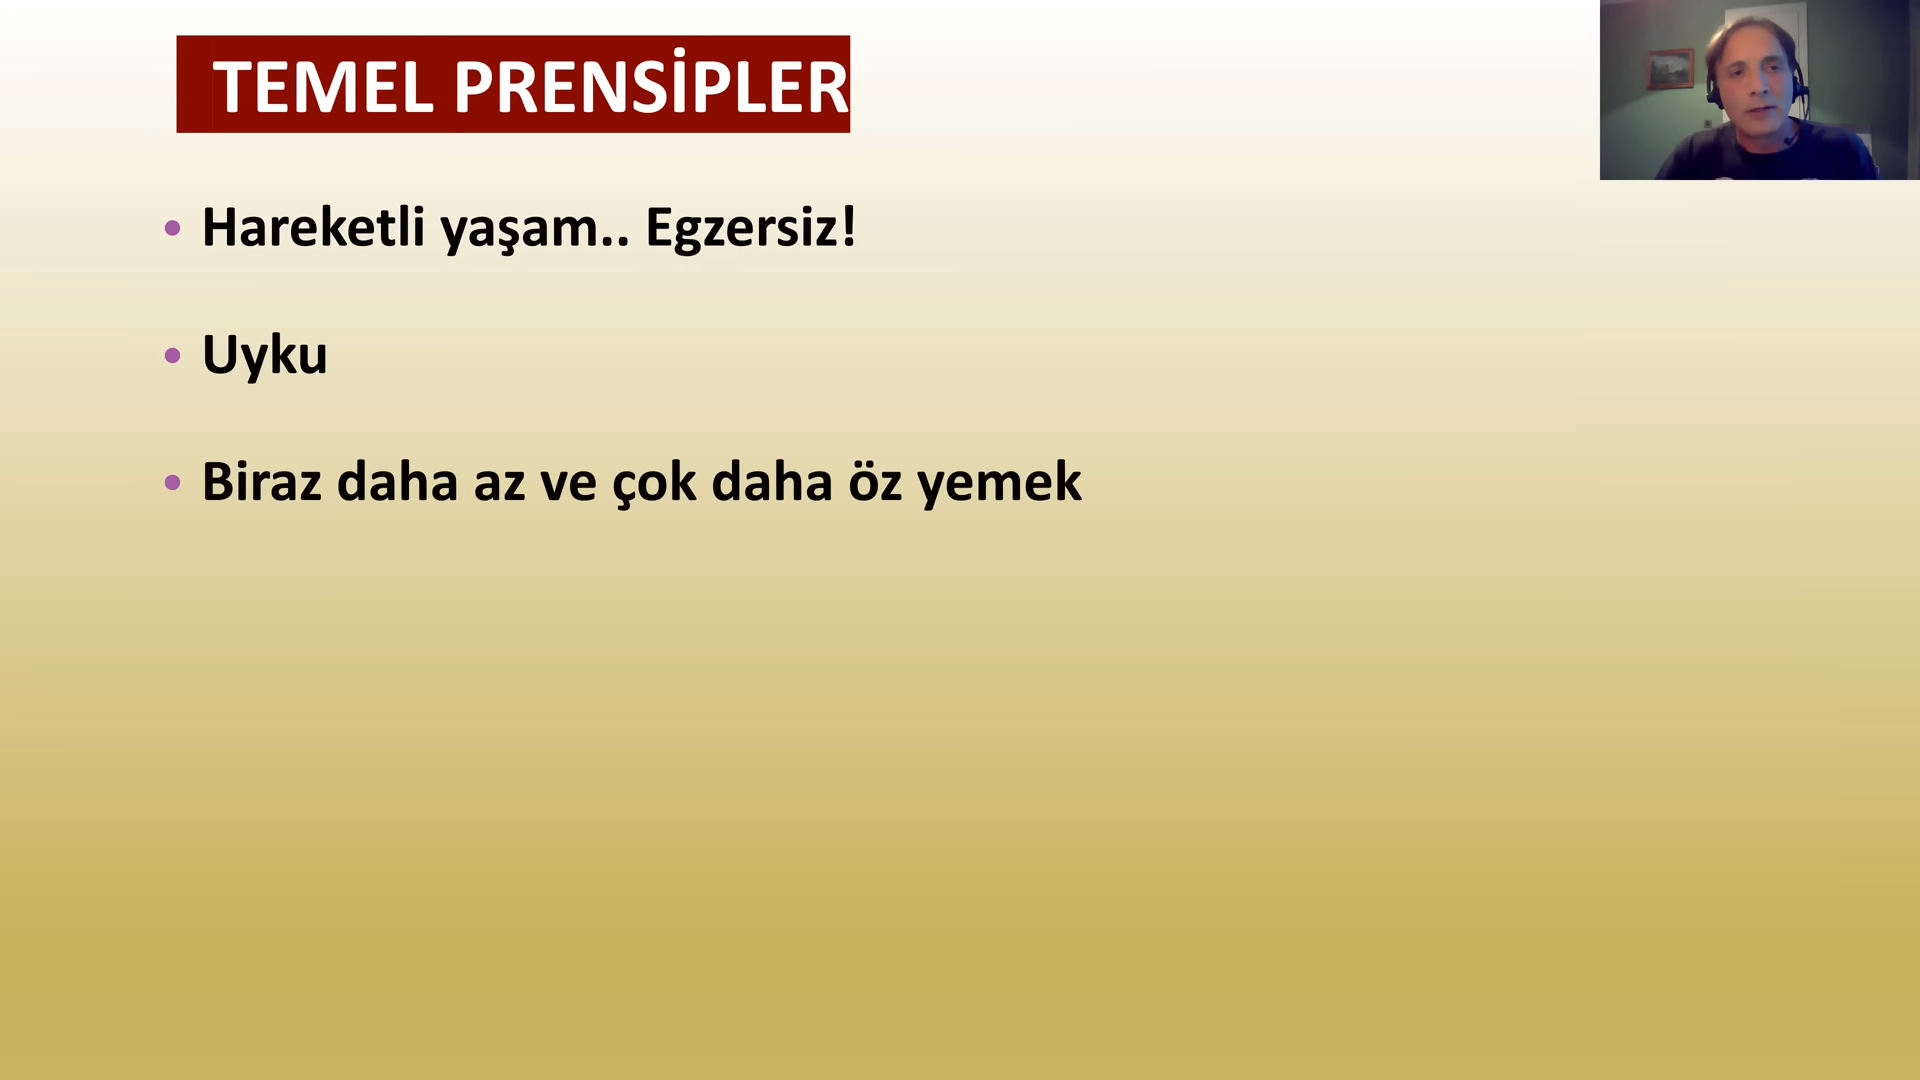 TEMEL PRENSİPLER
• Hareketli yaşam.. Egzersiz!
• Uyku
• Biraz daha az ve çok daha öz yemek